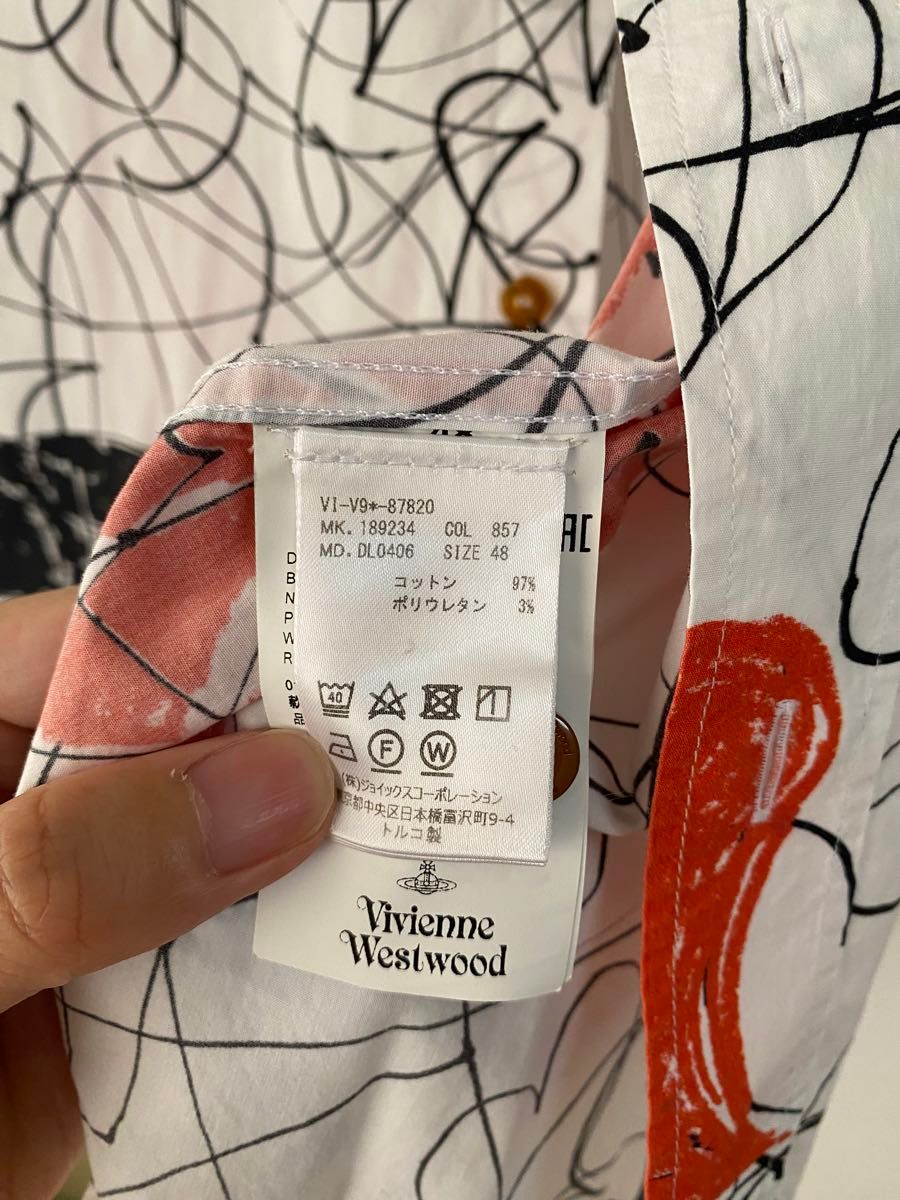 VI-V9*-87820
MK. 189234 COL 857
MD. DL0406 SIZE 48
コットン 97%
ポリウレタン 3%
40
F W
(株)ジョイックスコーポレーション
京都中央区日本橋富沢町9-4
トルコ製
D
B
N
P
W
R
0
品
AC
Vivienne
Westwood